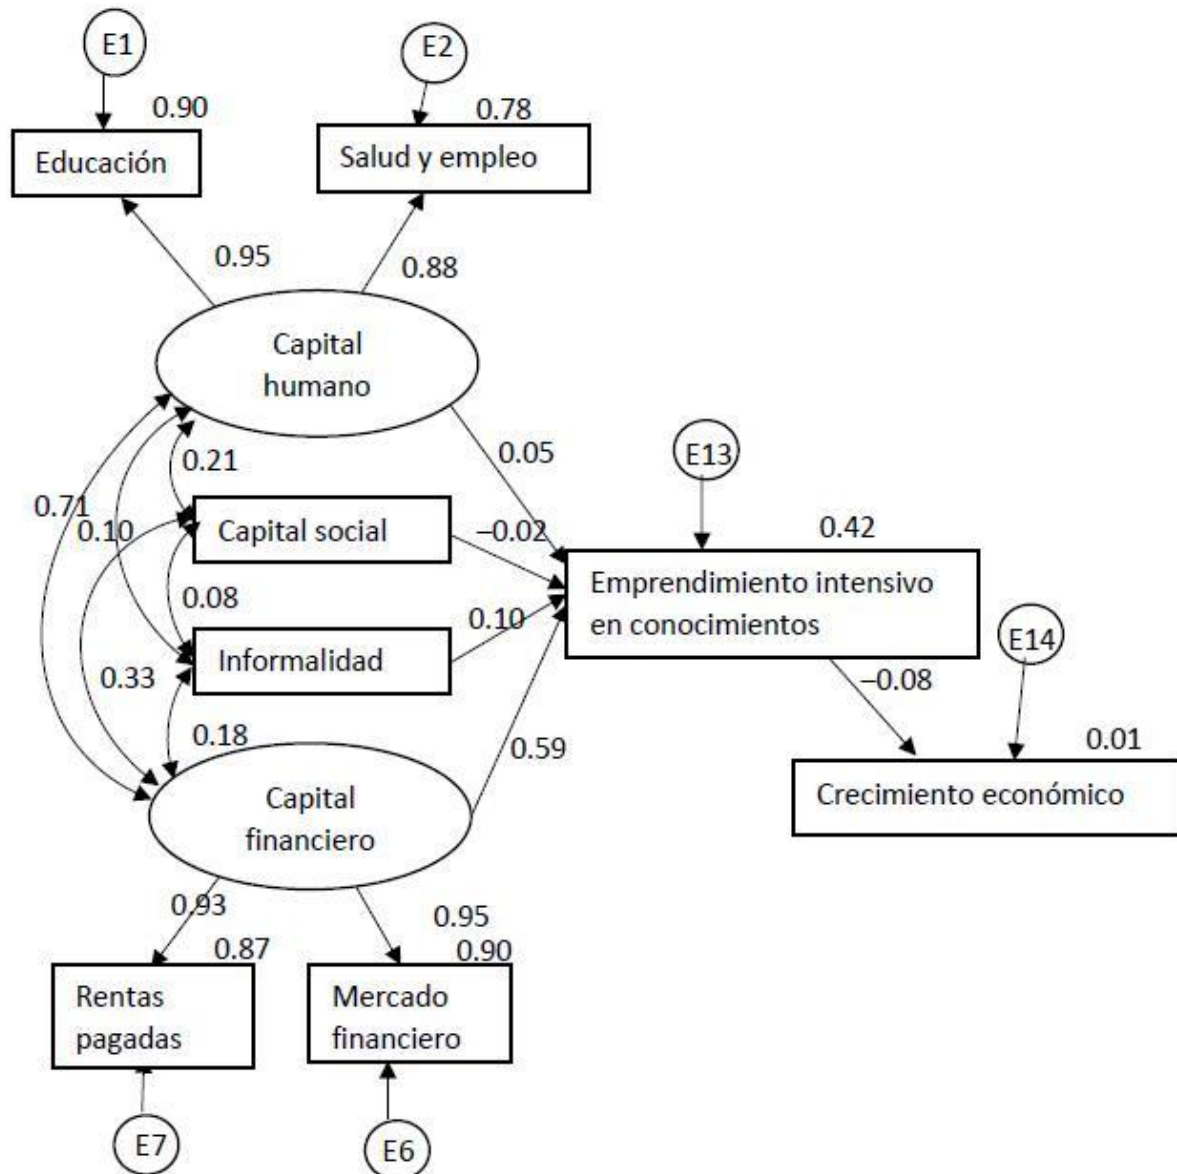 E1
E2
0.90
0.78
Educación
Salud y empleo
0.95
0.88
Capital
humano
0.05
E13
0.21
0.71
0.10
Capital social
–0.02
0.42
Emprendimiento intensivo
en conocimientos
0.08
0.10
Informalidad
E14
0.33
–0.08
0.18
0.59
0.01
Crecimiento económico
Capital
financiero
0.93
0.95
0.87
0.90
Rentas
pagadas
Mercado
financiero
E7
E6